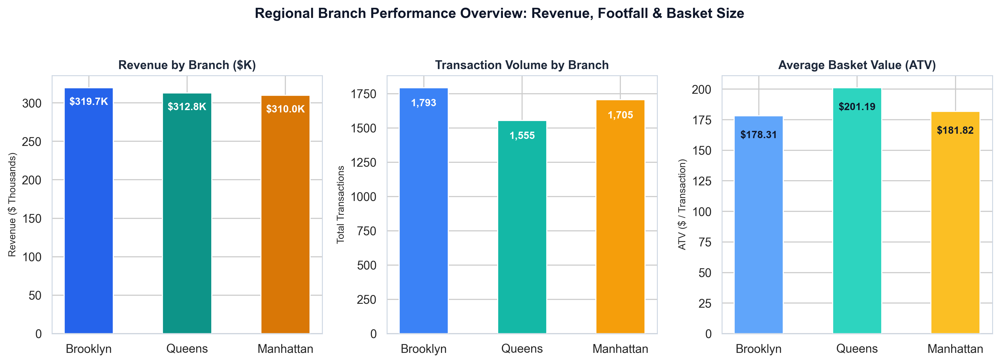 Regional Branch Performance Overview: Revenue, Footfall & Basket Size
Revenue by Branch ($K)
Revenue ($ Thousands)
300
250
200
150
100
50
0
$319.7K
$312.8K
$310.0K
Brooklyn
Queens
Manhattan
Transaction Volume by Branch
Total Transactions
1750
1500
1250
1000
750
500
250
0
1,793
1,555
1,705
Brooklyn
Queens
Manhattan
Average Basket Value (ATV)
ATV ($ / Transaction)
200
175
150
125
100
75
50
25
0
$178.31
$201.19
$181.82
Brooklyn
Queens
Manhattan